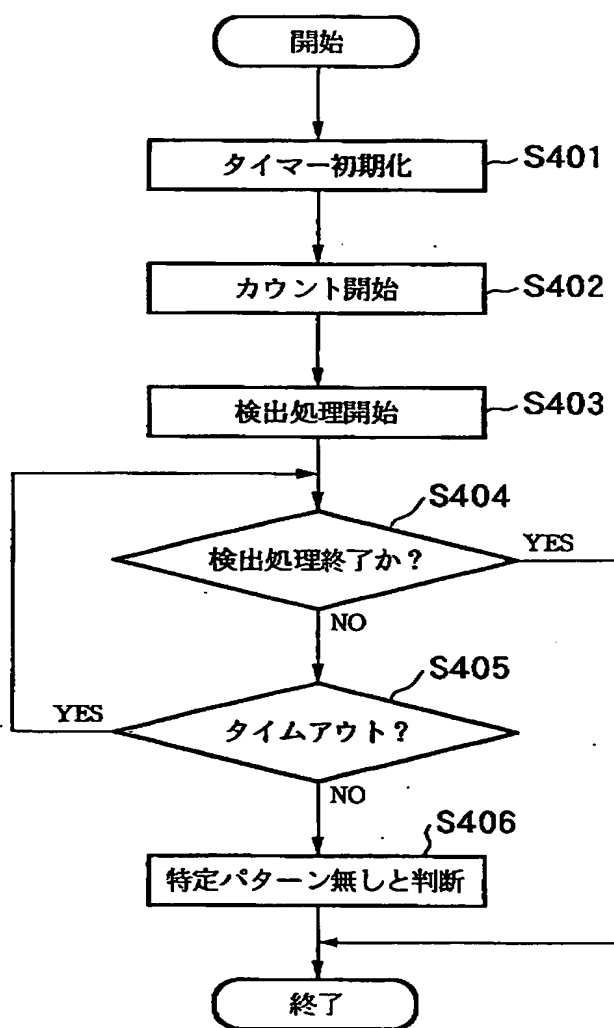 開始
タイマー初期化
S401
カウント開始
S402
検出処理開始
S403
S404
検出処理終了か？
YES
NO
S405
YES
タイムアウト？
NO
S406
特定パターン無しと判断
終了